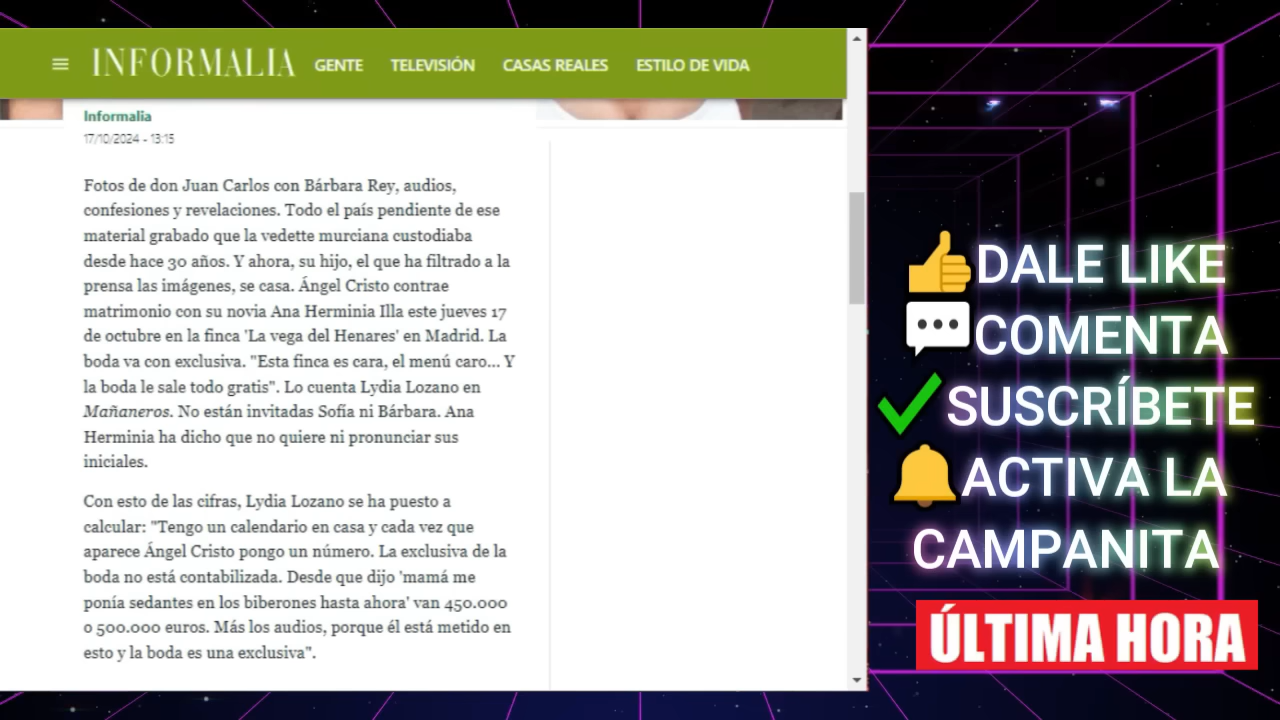 INFORMALIA GENTE TELEVISIÓN CASAS REALES ESTILO DE VIDA
Informalia
17/10/2024 - 13:15
Fotos de don Juan Carlos con Bárbara Rey, audios,
confesiones y revelaciones. Todo el país pendiente de ese
material grabado que la vedette murciana custodiaba
desde hace 30 años. Y ahora, su hijo, el que ha filtrado a la
prensa las imágenes, se casa. Ángel Cristo contrae
matrimonio con su novia Ana Herminia Illa este jueves 17
de octubre en la finca 'La vega del Henares' en Madrid. La
boda va con exclusiva. "Esta finca es cara, el menú caro... Y
la boda le sale todo gratis". Lo cuenta Lydia Lozano en
Mañaneros. No están invitadas Sofía ni Bárbara. Ana
Herminia ha dicho que no quiere ni pronunciar sus
iniciales.
Con esto de las cifras, Lydia Lozano se ha puesto a
calcular: "Tengo un calendario en casa y cada vez que
aparece Ángel Cristo pongo un número. La exclusiva de la
boda no está contabilizada. Desde que dijo 'mamá me
ponía sedantes en los biberones hasta ahora' van 450.000
o 500.000 euros. Más los audios, porque él está metido en
esto y la boda es una exclusiva".
DALE LIKE
COMENTA
SUSCRÍBETE
ACTIVA LA
CAMPANITA
ÚLTIMA HORA